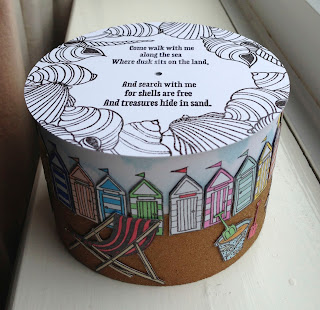 Come walk with me
along the sea
Where dusk sits on the land,
And search with me
for shells are free
And treasures hide in sand.